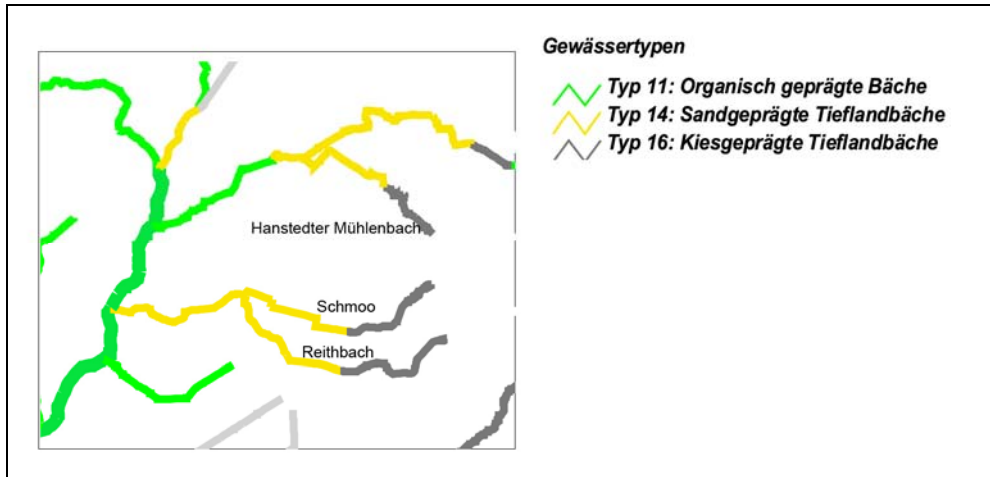 Gewässertypen
Typ 11: Organisch geprägte Bäche
Typ 14: Sandgeprägte Tieflandbäche
Typ 16: Kiesgeprägte Tieflandbäche
Hanstedter Mühlenbach
Schmoo
Reithbach